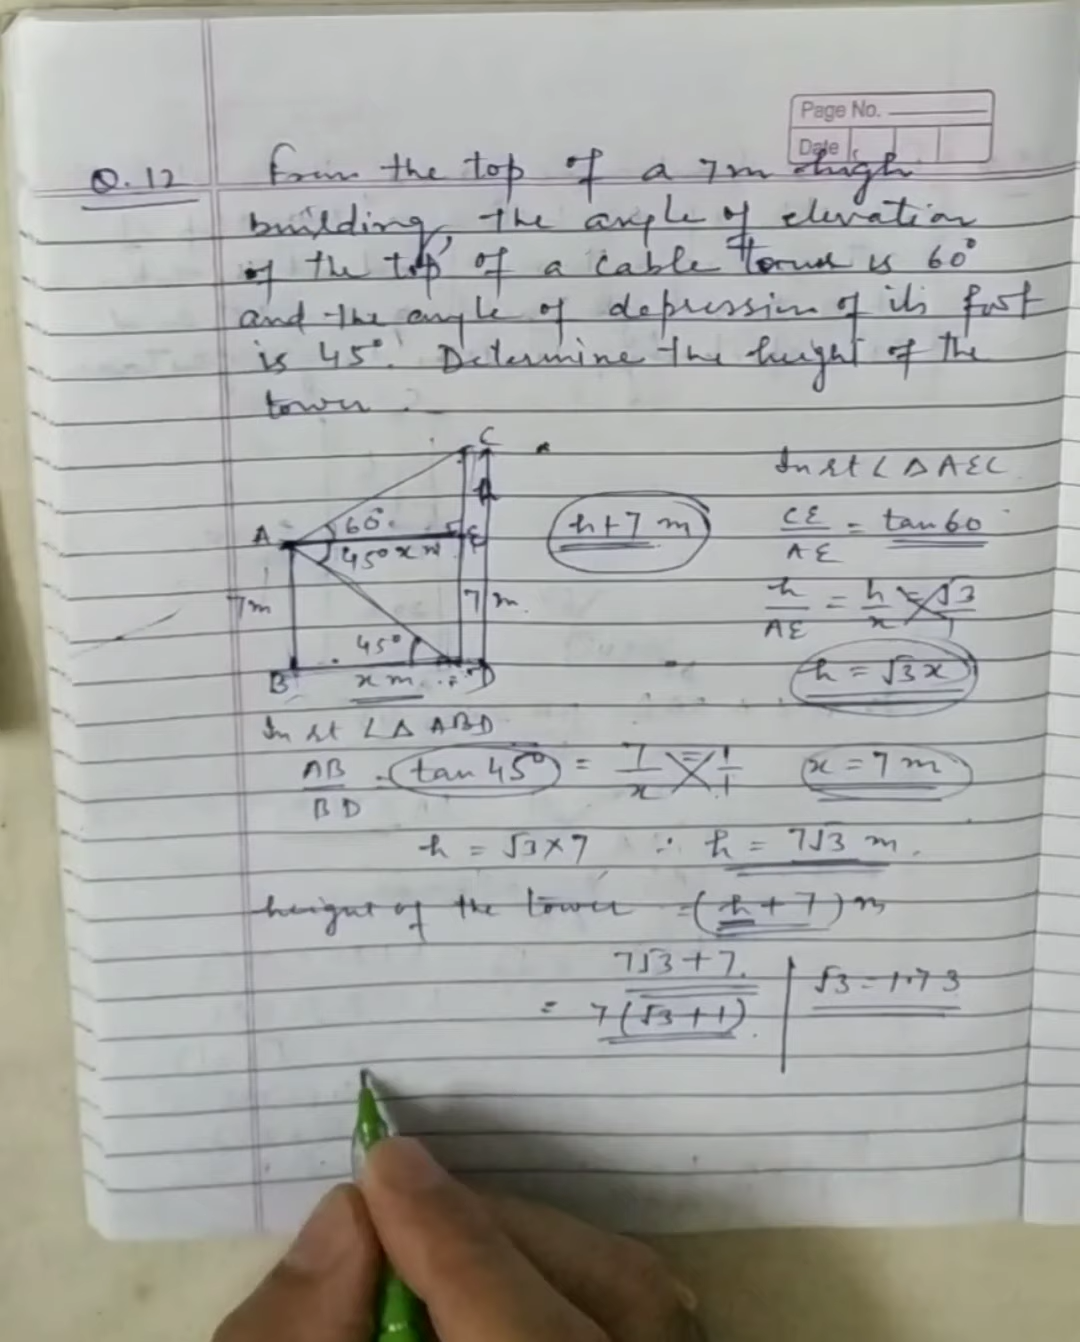 Page No.
Date
Q.12 From the top of a 7m high
building, the angle of elevation
of the top of a cable tower is 60°
and the angle of depression of its foot
is 45°. Determine the height of the
tower.
C
h
A 60° E
45° x m
7m
7 m
45°
B x m D
h+7 m
In rt ∠ΔAEC
CE/AE = tan 60°
h/AE = h/x = √3/1
h = √3x
In rt ∠Δ ABD
AB/BD = tan 45° = 7/x = 1/1 x = 7 m
h = √3×7 ∴ h = 7√3 m.
height of the tower = (h+7) m
7√3+7. √3 = 1.73
= 7(√3+1)